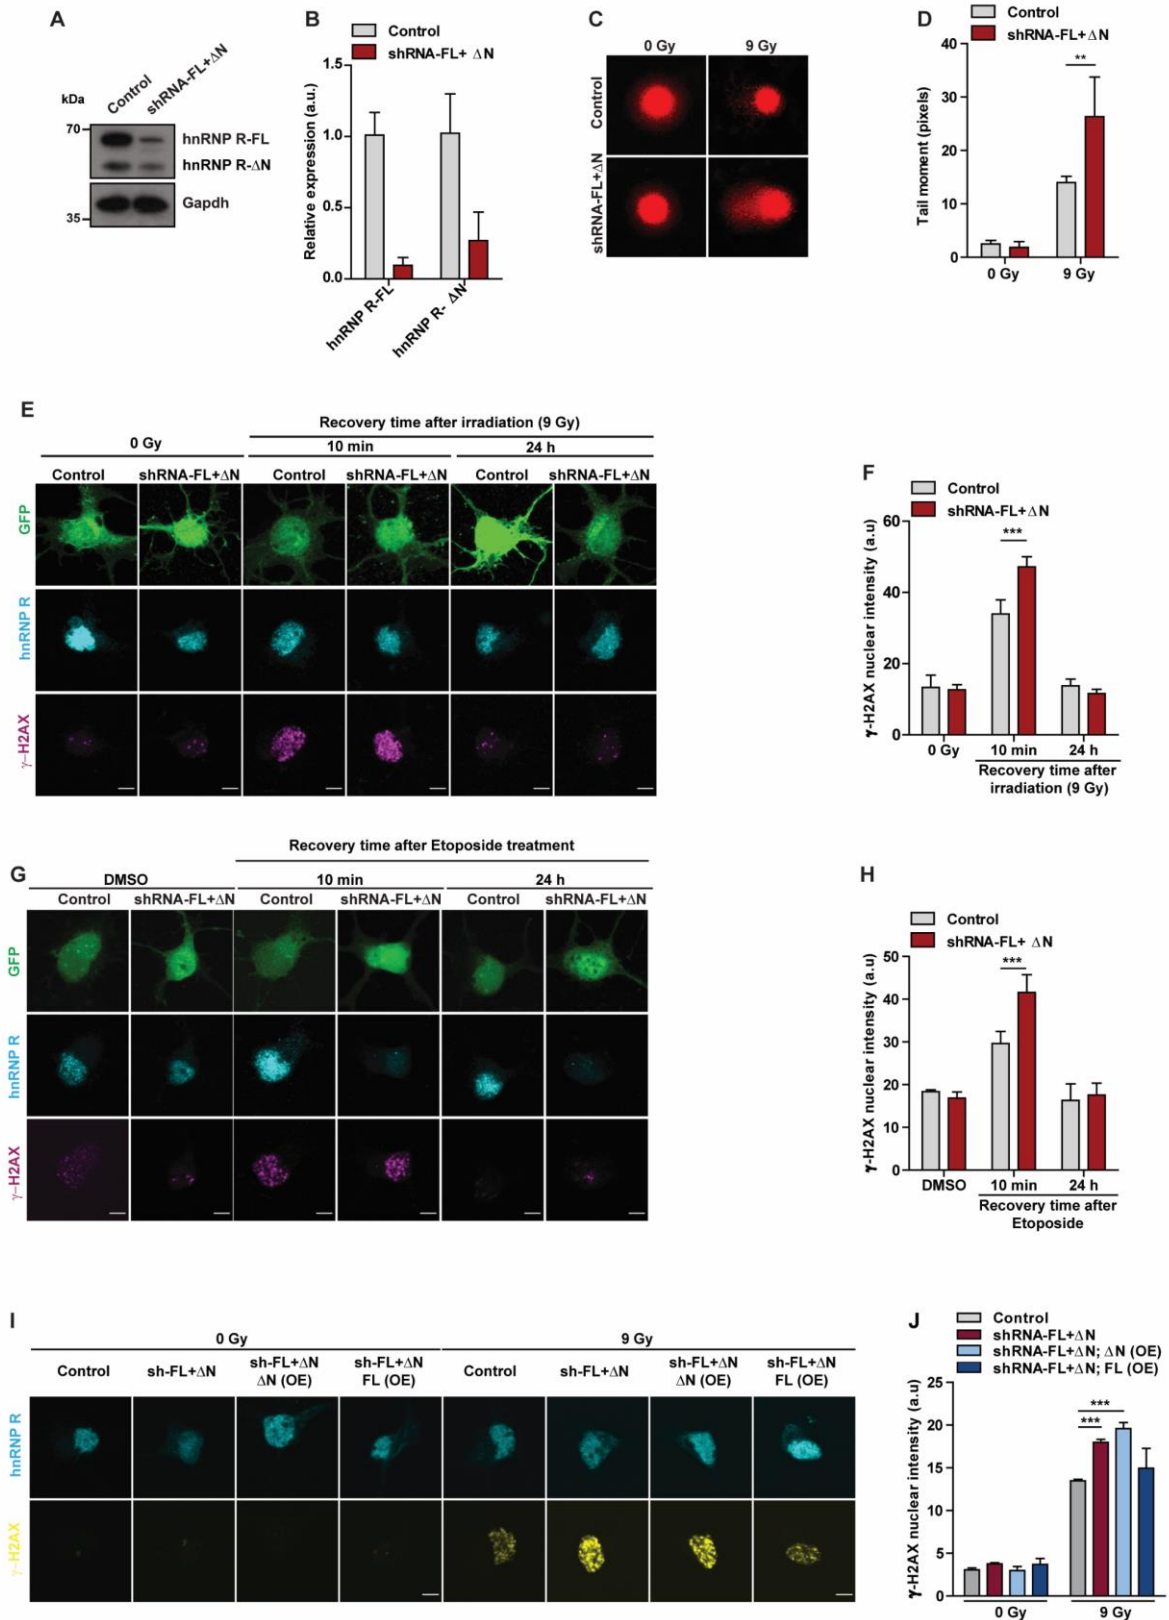 A
kDa
Control
shRNA-FL+ΔN
70
hnRNP R-FL
hnRNP R-ΔN
Gapdh
35
B
Control
shRNA-FL+ ΔN
Relative expression (a.u.)
1.5
1.0
0.5
0.0
hnRNP R-FL
hnRNP R- ΔN
C
0 Gy
9 Gy
Control
shRNA-FL+ΔN
D
Control
shRNA-FL+ΔN
Tail moment (pixels)
40
30
20
10
0
**
0 Gy
9 Gy
E
Recovery time after irradiation (9 Gy)
0 Gy
10 min
24 h
Control
shRNA-FL+ΔN
Control
shRNA-FL+ΔN
Control
shRNA-FL+ΔN
GFP
hnRNP R
γ–H2AX
F
Control
shRNA-FL+ΔN
γ-H2AX nuclear intensity (a.u)
60
40
20
0
***
0 Gy
10 min
24 h
Recovery time after
irradiation (9 Gy)
Recovery time after Etoposide treatment
G
DMSO
10 min
24 h
Control
shRNA-FL+ΔN
Control
shRNA-FL+ΔN
Control
shRNA-FL+ΔN
GFP
hnRNP R
γ–H2AX
H
Control
shRNA-FL+ ΔN
γ-H2AX nuclear intensity (a.u)
50
40
30
20
10
0
***
DMSO
10 min
24 h
Recovery time after
Etoposide
I
0 Gy
9 Gy
Control
sh-FL+ΔN
sh-FL+ΔN
ΔN (OE)
sh-FL+ΔN
FL (OE)
Control
sh-FL+ΔN
sh-FL+ΔN
ΔN (OE)
sh-FL+ΔN
FL (OE)
hnRNP R
γ–H2AX
J
Control
shRNA-FL+ΔN
shRNA-FL+ΔN; ΔN (OE)
shRNA-FL+ΔN; FL (OE)
γ-H2AX nuclear intensity (a.u)
25
20
15
10
5
0
***
***
0 Gy
9 Gy